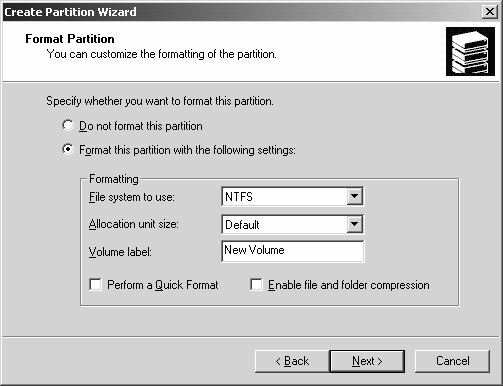 Create Partition Wizard
Format Partition
You can customize the formatting of the partition.
Specify whether you want to format this partition.
Do not format this partition
Format this partition with the following settings:
Formatting
File system to use: NTFS
Allocation unit size: Default
Volume label: New Volume
Perform a Quick Format Enable file and folder compression
< Back Next > Cancel